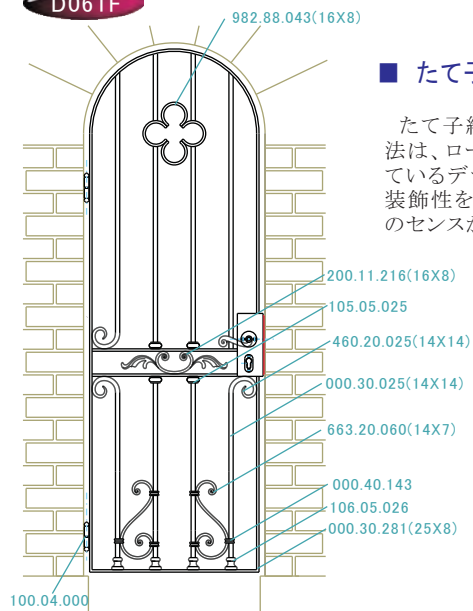 D061F
982.88.043(16X8)
■ たて子
たて子
法は、ロー
ているデ
装飾性を
のセンスが
200.11.216(16X8)
105.05.025
460.20.025(14X14)
000.30.025(14X14)
663.20.060(14X7)
000.40.143
106.05.026
000.30.281(25X8)
100.04.000